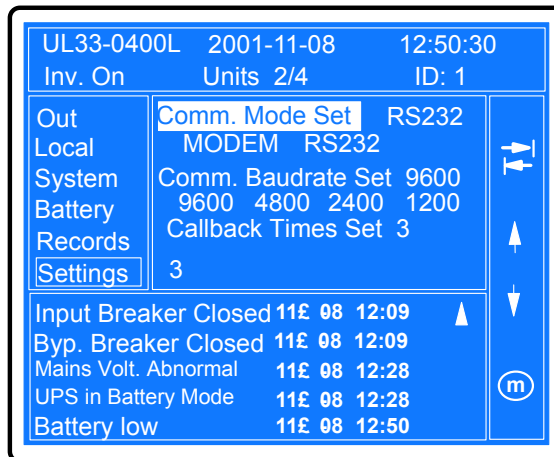 UL33-0400L 2001-11-08 12:50:30
Inv. On Units 2/4 ID: 1
Out
Local
System
Battery
Records
Settings
Comm. Mode Set RS232
MODEM RS232
Comm. Baudrate Set 9600
9600 4800 2400 1200
Callback Times Set 3
3
Input Breaker Closed 11£ 08 12:09
Byp. Breaker Closed 11£ 08 12:09
Mains Volt. Abnormal 11£ 08 12:28
UPS in Battery Mode 11£ 08 12:28
Battery low 11£ 08 12:50
m